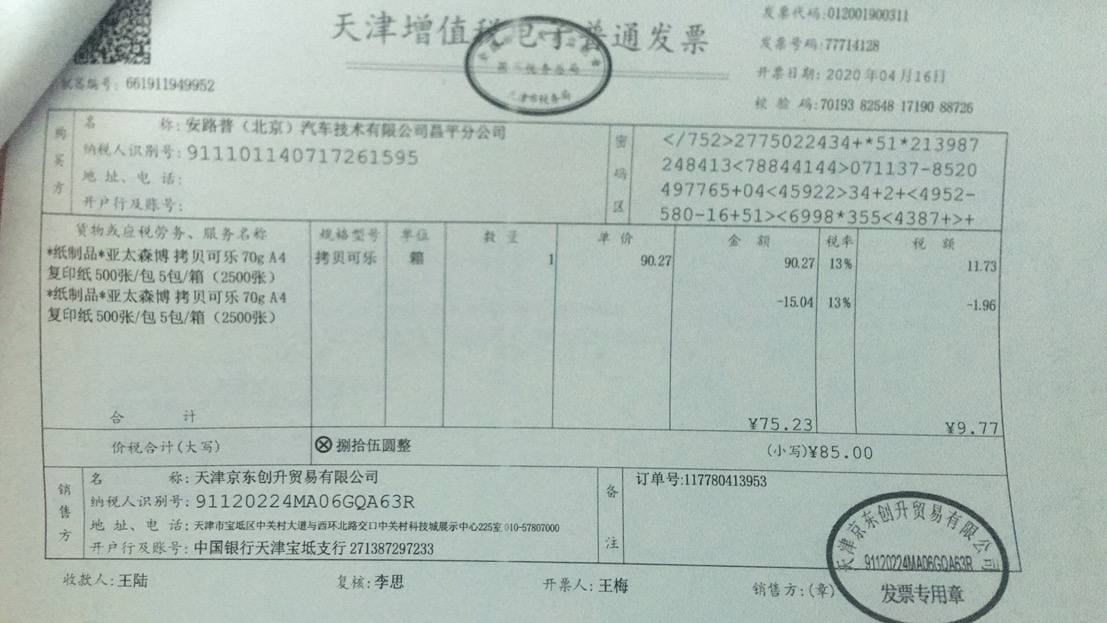 天津增值税电子普通发票
发票代码:012001900311
发票号码:77714128
开票日期: 2020年04月16日
校 验 码:70193 82548 17190 88726
机器编号: 661911949952
天津市税务局
购买方
名 称: 安路普（北京）汽车技术有限公司昌平分公司
纳税人识别号: 911101140717261595
地 址、电 话:
开户行及账号:
密码区
</752>2775022434+*51*213987
248413<78844144>071137-8520
497765+04<45922>34+2+<4952-
580-16+51><6998*355<4387+>+
货物或应税劳务、服务名称 规格型号 单位 数 量 单 价 金 额 税率 税 额
*纸制品*亚太森博 拷贝可乐 70g A4 拷贝可乐 箱 1 90.27 90.27 13% 11.73
复印纸 500张/包 5包/箱（2500张）
*纸制品*亚太森博 拷贝可乐 70g A4 -15.04 13% -1.96
复印纸 500张/包 5包/箱（2500张）
合 计 ¥75.23 ¥9.77
价税合计(大写) ⊗捌拾伍圆整 (小写)¥85.00
销售方
名 称: 天津京东创升贸易有限公司
纳税人识别号: 91120224MA06GQA63R
地 址、电 话: 天津市宝坻区中关村大道与西环北路交口中关村科技城展示中心225室 010-57807000
开户行及账号: 中国银行天津宝坻支行 271387297233
备注
订单号:117780413953
天津京东创升贸易有限公司
91120224MA06GQA63R
发票专用章
收款人: 王陆 复核: 李思 开票人: 王梅 销售方: (章)